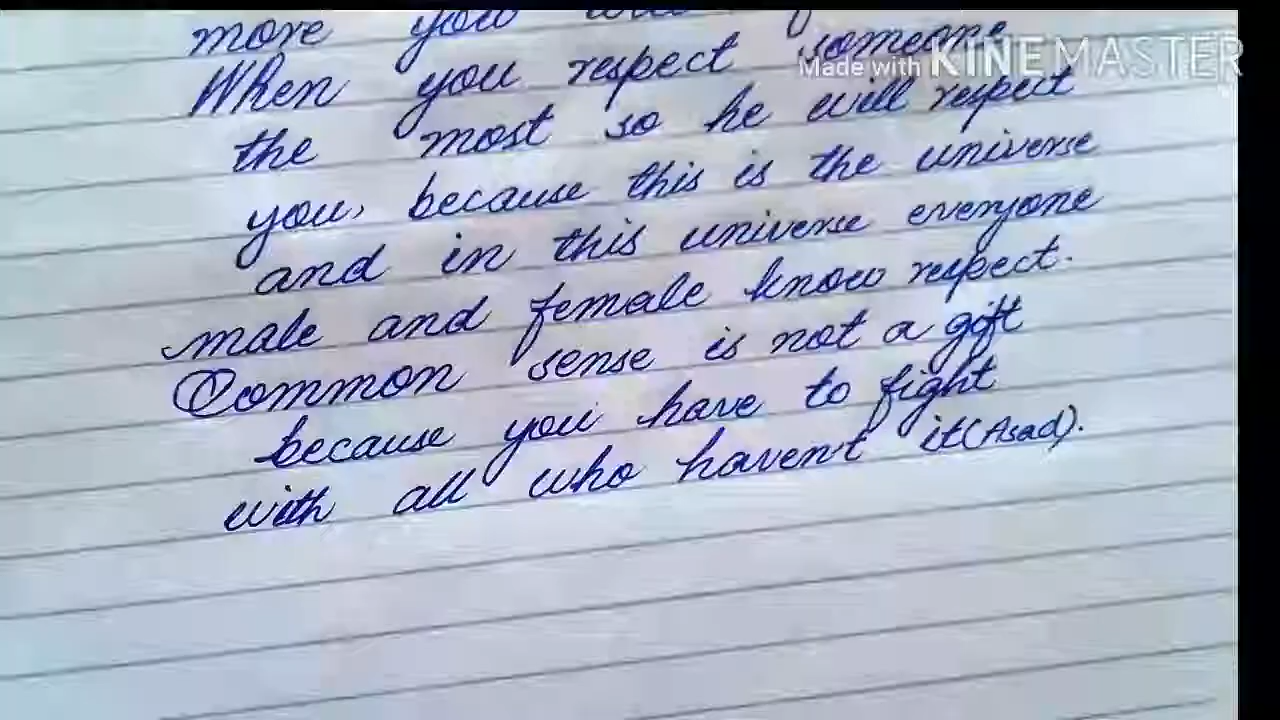 more you
When you respect someone
Made with KINEMASTER
the most so he will respect
you, because this is the universe
and in this universe everyone
male and female know respect.
Common sense is not a gift
because you have to fight
with all who haven't it (Asad).